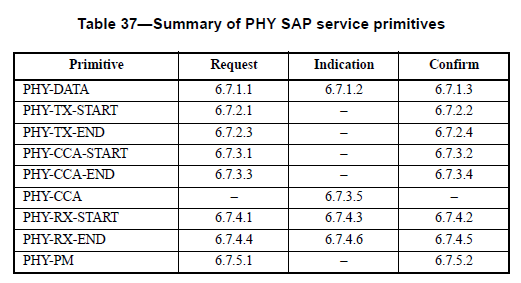 Table 37—Summary of PHY SAP service primitives
Primitive Request Indication Confirm
PHY-DATA 6.7.1.1 6.7.1.2 6.7.1.3
PHY-TX-START 6.7.2.1 – 6.7.2.2
PHY-TX-END 6.7.2.3 – 6.7.2.4
PHY-CCA-START 6.7.3.1 – 6.7.3.2
PHY-CCA-END 6.7.3.3 – 6.7.3.4
PHY-CCA – 6.7.3.5 –
PHY-RX-START 6.7.4.1 6.7.4.3 6.7.4.2
PHY-RX-END 6.7.4.4 6.7.4.6 6.7.4.5
PHY-PM 6.7.5.1 – 6.7.5.2